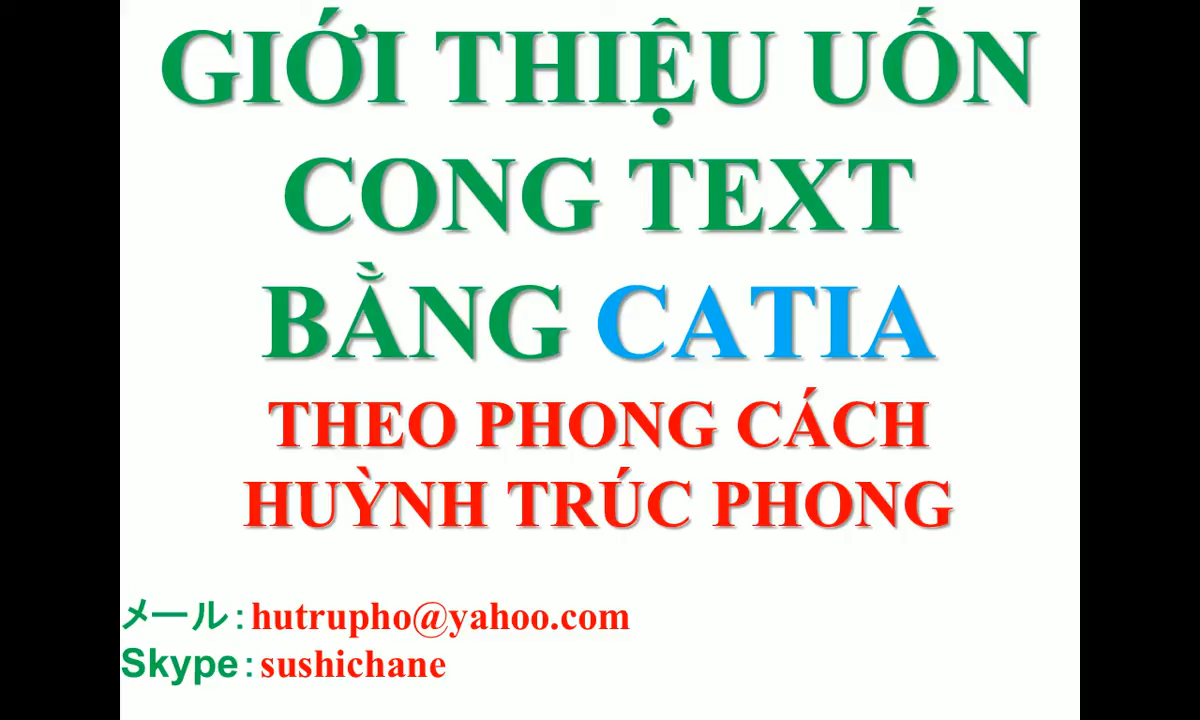 GIỚI THIỆU UỐN
CONG TEXT
BẰNG CATIA
THEO PHONG CÁCH
HUỲNH TRÚC PHONG
メール：hutrupho@yahoo.com
Skype：sushichane